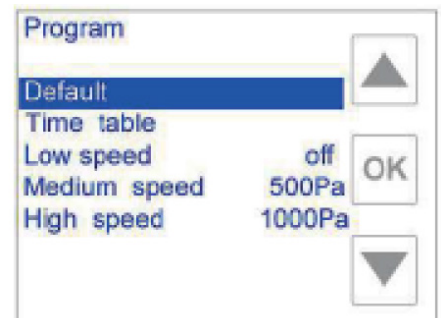 Program
Default
Time table
Low speed off
Medium speed 500Pa
High speed 1000Pa
OK